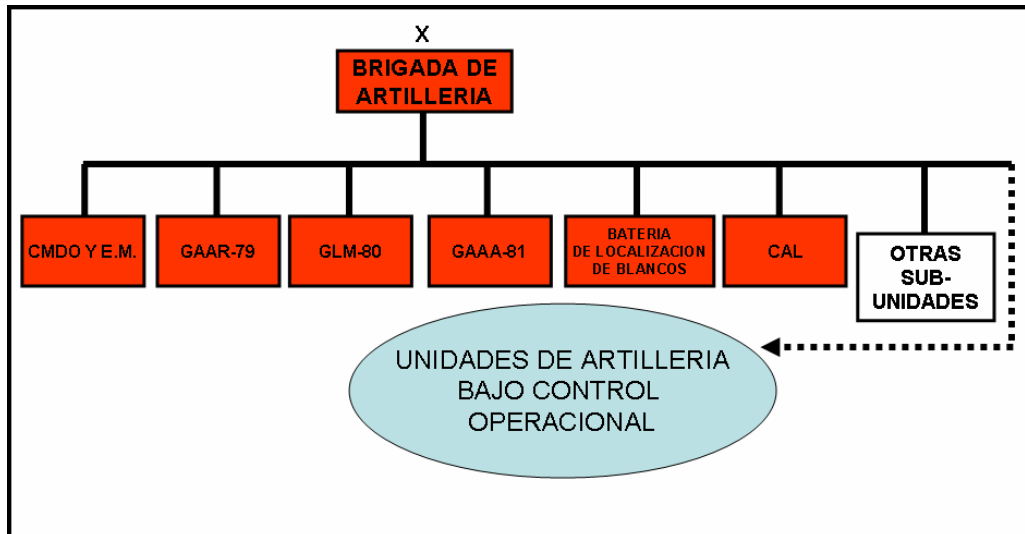 X
BRIGADA DE
ARTILLERIA
CMDO Y E.M.
GAAR-79
GLM-80
GAAA-81
BATERIA
DE LOCALIZACION
DE BLANCOS
CAL
OTRAS
SUB-
UNIDADES
UNIDADES DE ARTILLERIA
BAJO CONTROL
OPERACIONAL